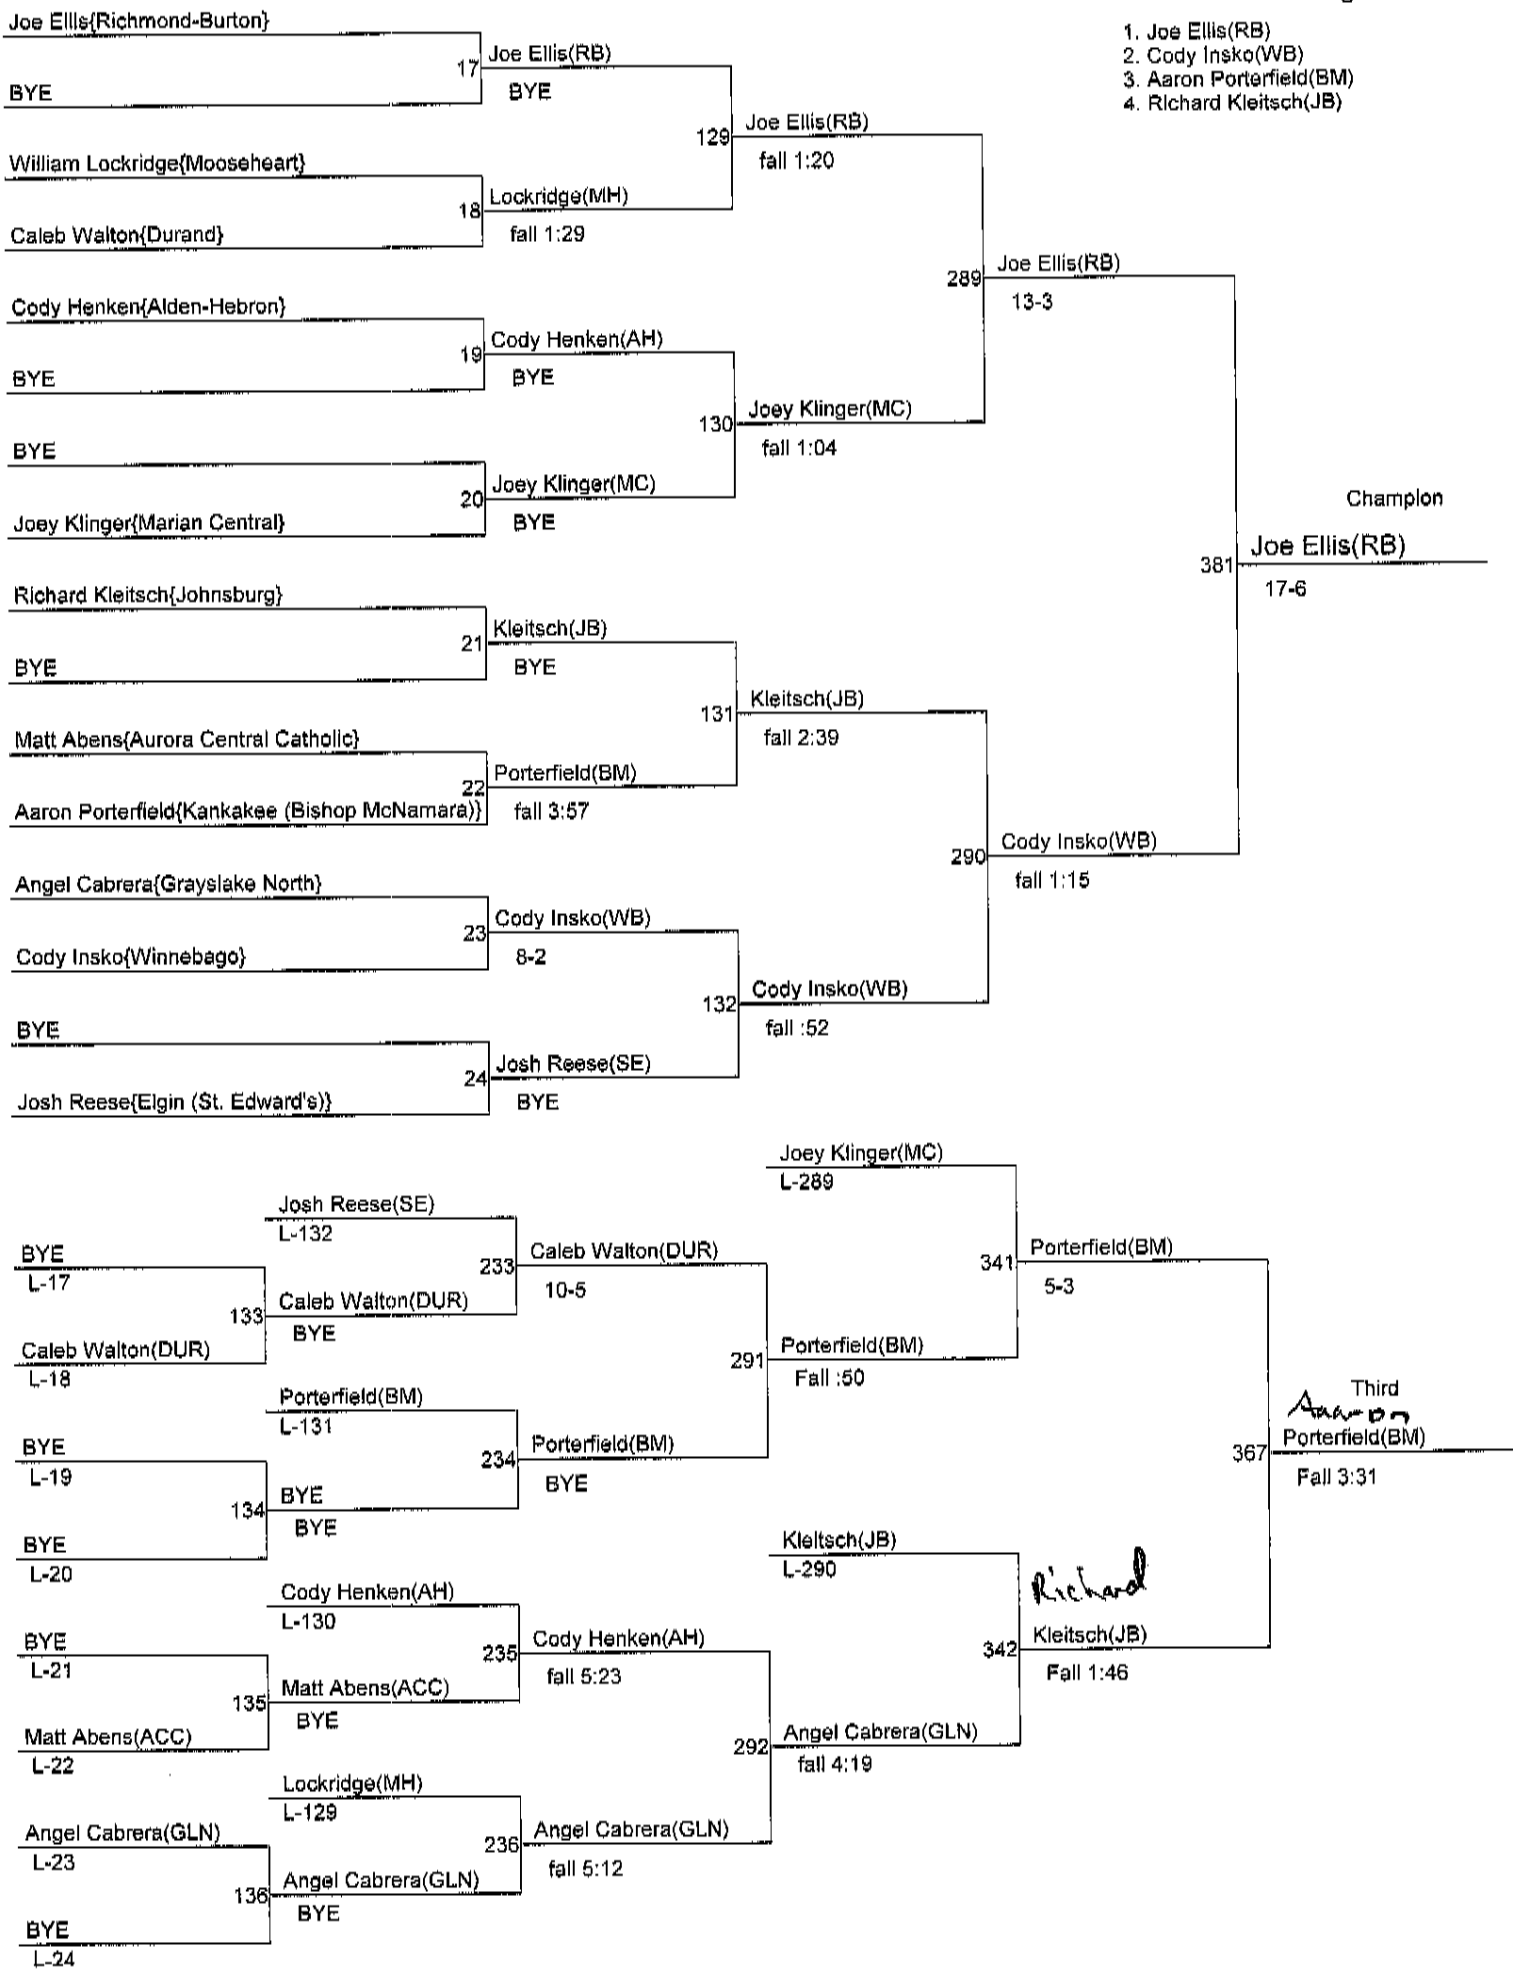 1. Joe Ellis(RB)
2. Cody Insko(WB)
3. Aaron Porterfield(BM)
4. Richard Kleitsch(JB)
Joe Ellis{Richmond-Burton}
17
Joe Ellis(RB)
BYE
BYE
129
Joe Ellis(RB)
fall 1:20
William Lockridge{Mooseheart}
18
Lockridge(MH)
fall 1:29
Caleb Walton{Durand}
289
Joe Ellis(RB)
13-3
Cody Henken{Alden-Hebron}
19
Cody Henken(AH)
BYE
BYE
130
Joey Klinger(MC)
fall 1:04
BYE
20
Joey Klinger(MC)
BYE
Joey Klinger{Marian Central}
Champion
381
Joe Ellis(RB)
17-6
Richard Kleitsch{Johnsburg}
21
Kleitsch(JB)
BYE
BYE
131
Kleitsch(JB)
fall 2:39
Matt Abens{Aurora Central Catholic}
22
Porterfield(BM)
fall 3:57
Aaron Porterfield{Kankakee (Bishop McNamara)}
290
Cody Insko(WB)
fall 1:15
Angel Cabrera{Grayslake North}
23
Cody Insko(WB)
8-2
Cody Insko{Winnebago}
132
Cody Insko(WB)
fall :52
BYE
24
Josh Reese(SE)
BYE
Josh Reese{Elgin (St. Edward's)}
Joey Klinger(MC)
L-289
Josh Reese(SE)
L-132
BYE
L-17
233
Caleb Walton(DUR)
10-5
341
Porterfield(BM)
5-3
133
Caleb Walton(DUR)
BYE
Caleb Walton(DUR)
L-18
291
Porterfield(BM)
Fall :50
Porterfield(BM)
L-131
Third
Aaron
367
Porterfield(BM)
Fall 3:31
BYE
L-19
234
Porterfield(BM)
BYE
134
BYE
BYE
BYE
L-20
Kleitsch(JB)
L-290
Cody Henken(AH)
L-130
Richard
BYE
L-21
235
Cody Henken(AH)
fall 5:23
342
Kleitsch(JB)
Fall 1:46
135
Matt Abens(ACC)
BYE
Matt Abens(ACC)
L-22
292
Angel Cabrera(GLN)
fall 4:19
Lockridge(MH)
L-129
Angel Cabrera(GLN)
L-23
236
Angel Cabrera(GLN)
fall 5:12
136
Angel Cabrera(GLN)
BYE
BYE
L-24